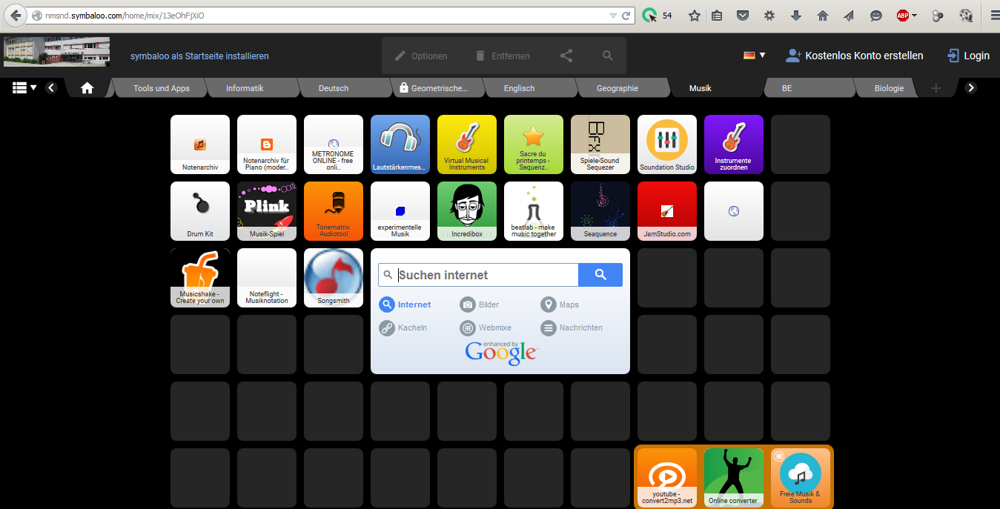 nmsnd.symbaloo.com/home/mix/13eOhFjXiO
54
ABP
symbaloo als Startseite installieren
Optionen
Entfernen
Kostenlos Konto erstellen
Login
Tools und Apps
Informatik
Deutsch
Geometrische...
Englisch
Geographie
Musik
BE
Biologie
Notenarchiv
Notenarchiv für
Piano (moder..
METRONOME
ONLINE - free
onli..
Lautstärkenmes..
Virtual Musical
Instruments
Sacre du
printemps -
Sequenz..
Bfxr
Spiele-Sound
Sequezer
Soundation Studio
Instrumente
zuordnen
Drum Kit
Plink
Musik-Spiel
Tonematrix
Audiotool
experimentelle
Musik
Incredibox
beatlab - make
music together
Seaquence
JamStudio.com
Musicshake -
Create your own
Noteflight -
Musiknotation
Songsmith
Suchen internet
Internet
Bilder
Maps
Kacheln
Webmixe
Nachrichten
enhanced by
Google
youtube -
convert2mp3.net
Online converter
Freie Musik &
Sounds